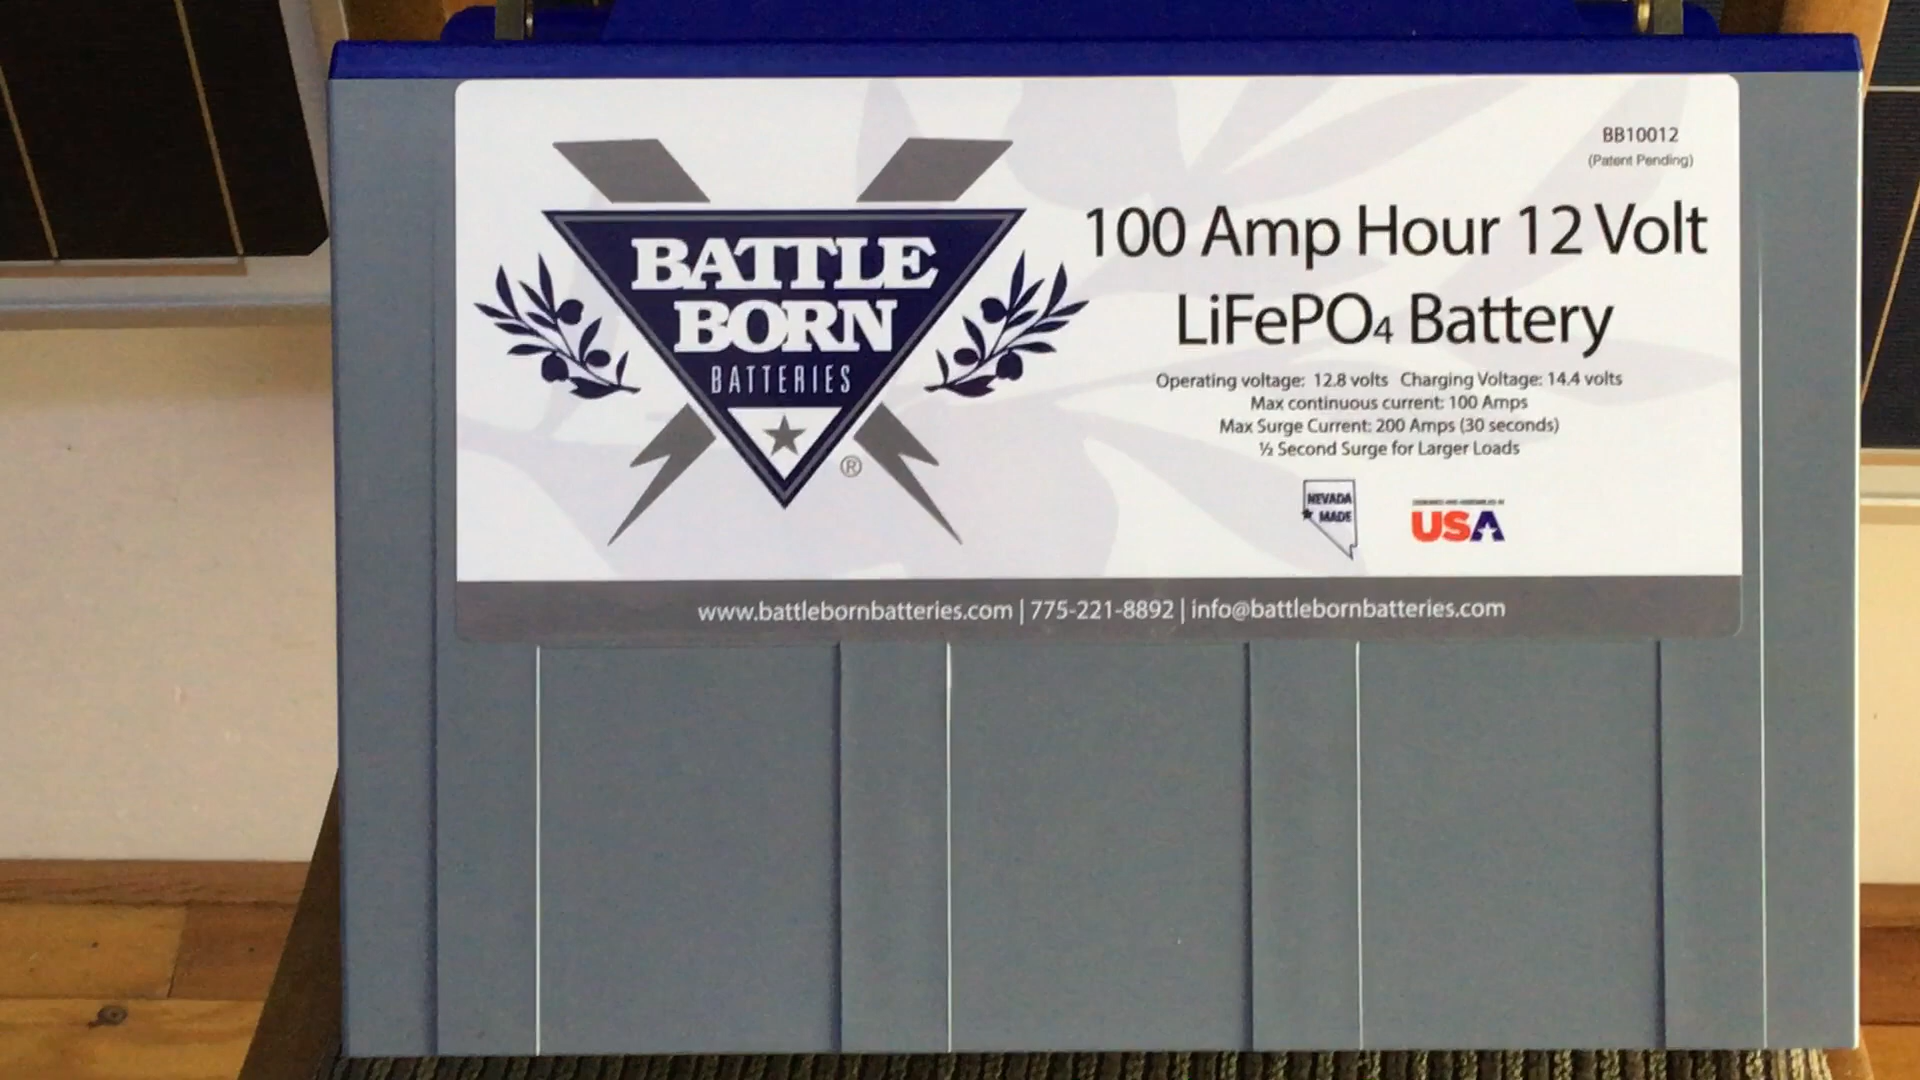 BATTLE
BORN
BATTERIES
®
BB10012
(Patent Pending)
100 Amp Hour 12 Volt
LiFePO4 Battery
Operating voltage: 12.8 volts Charging Voltage: 14.4 volts
Max continuous current: 100 Amps
Max Surge Current: 200 Amps (30 seconds)
½ Second Surge for Larger Loads
NEVADA
MADE
USA
www.battlebornbatteries.com | 775-221-8892 | info@battlebornbatteries.com